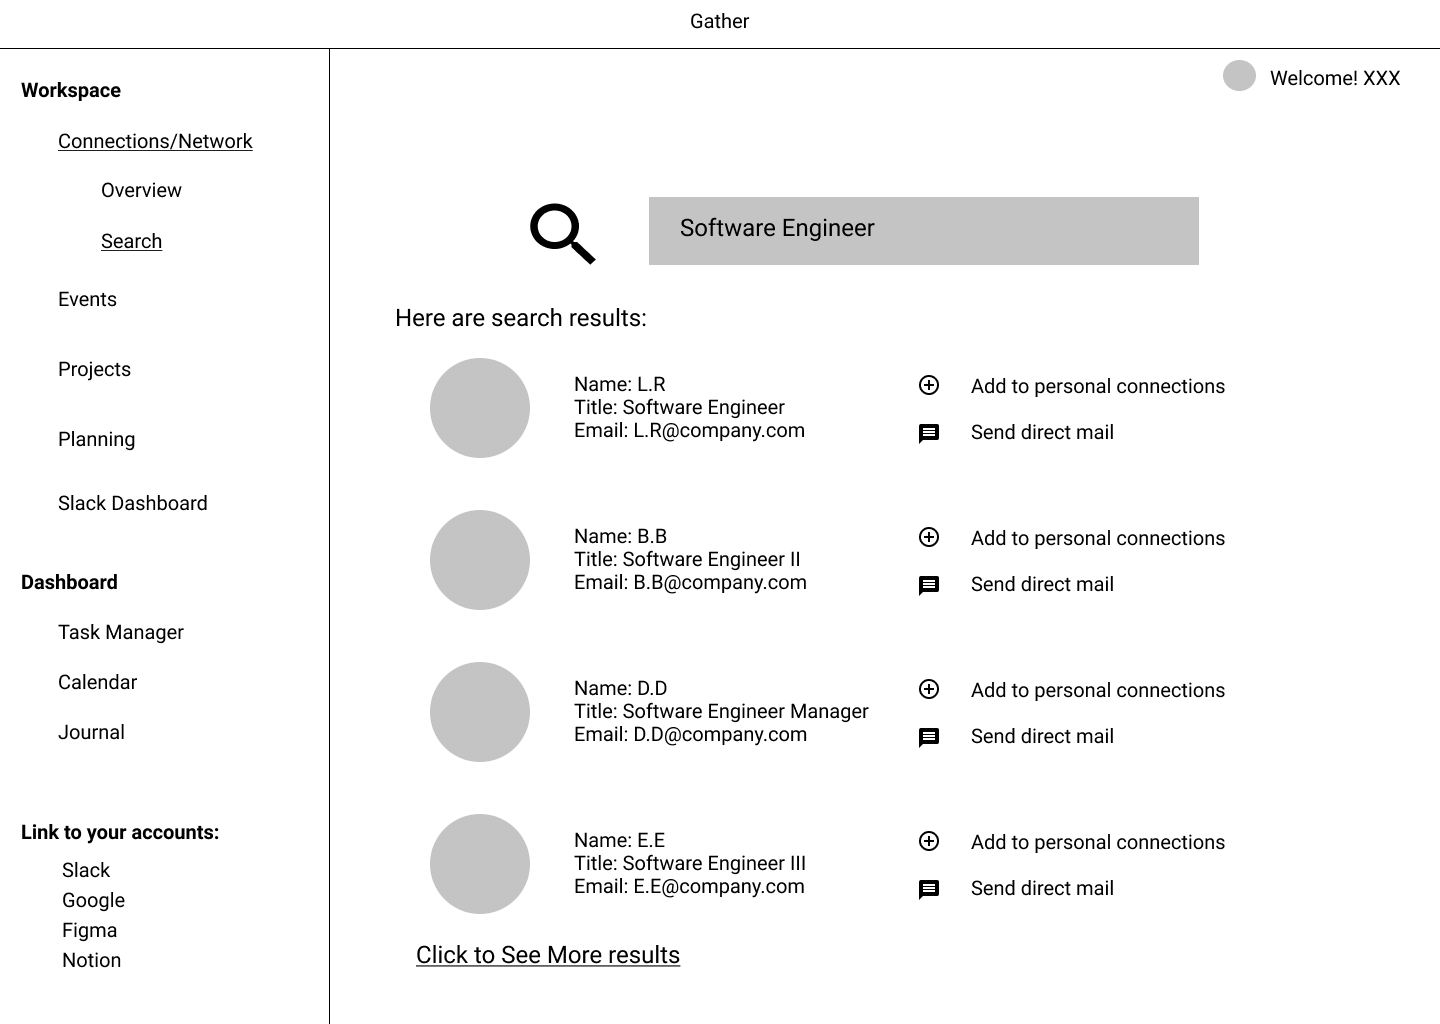 Gather
Welcome! XXX
Workspace
Connections/Network
Overview
Search
Events
Projects
Planning
Slack Dashboard
Dashboard
Task Manager
Calendar
Journal
Link to your accounts:
Slack
Google
Figma
Notion
Software Engineer
Here are search results:
Name: L.R
Title: Software Engineer
Email: L.R@company.com
Add to personal connections
Send direct mail
Name: B.B
Title: Software Engineer II
Email: B.B@company.com
Add to personal connections
Send direct mail
Name: D.D
Title: Software Engineer Manager
Email: D.D@company.com
Add to personal connections
Send direct mail
Name: E.E
Title: Software Engineer III
Email: E.E@company.com
Add to personal connections
Send direct mail
Click to See More results